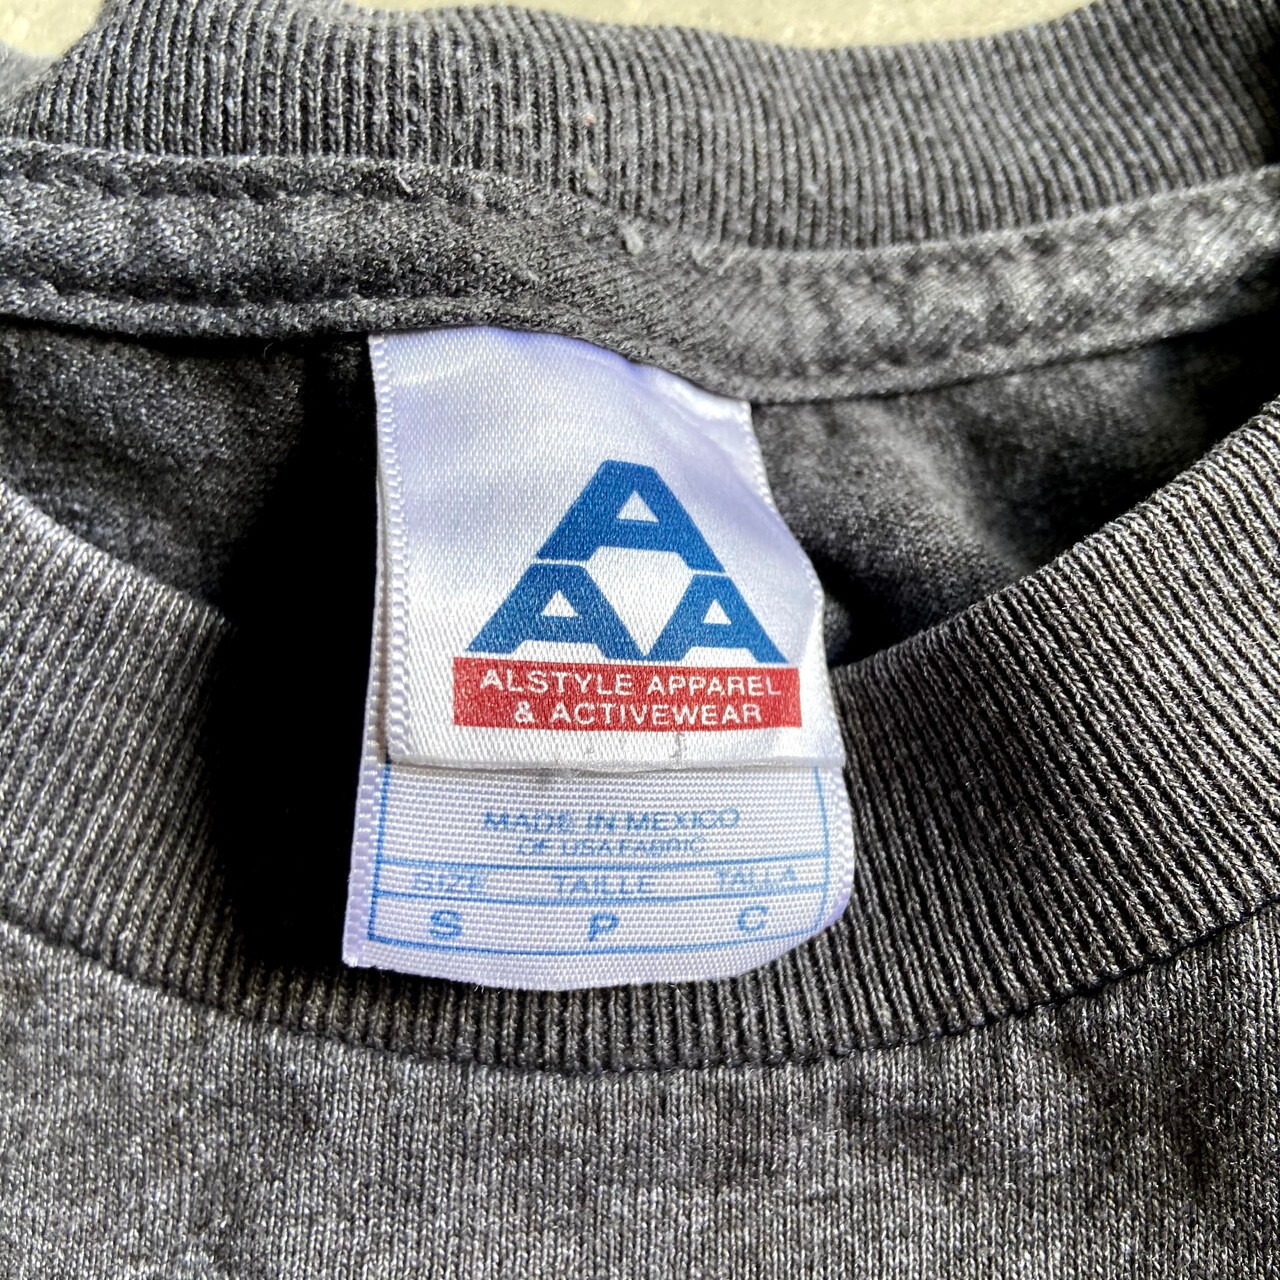 AAA
ALSTYLE APPAREL
& ACTIVEWEAR
MADE IN MEXICO
OF USA FABRIC
SIZE TAILLE TALLA
S P C